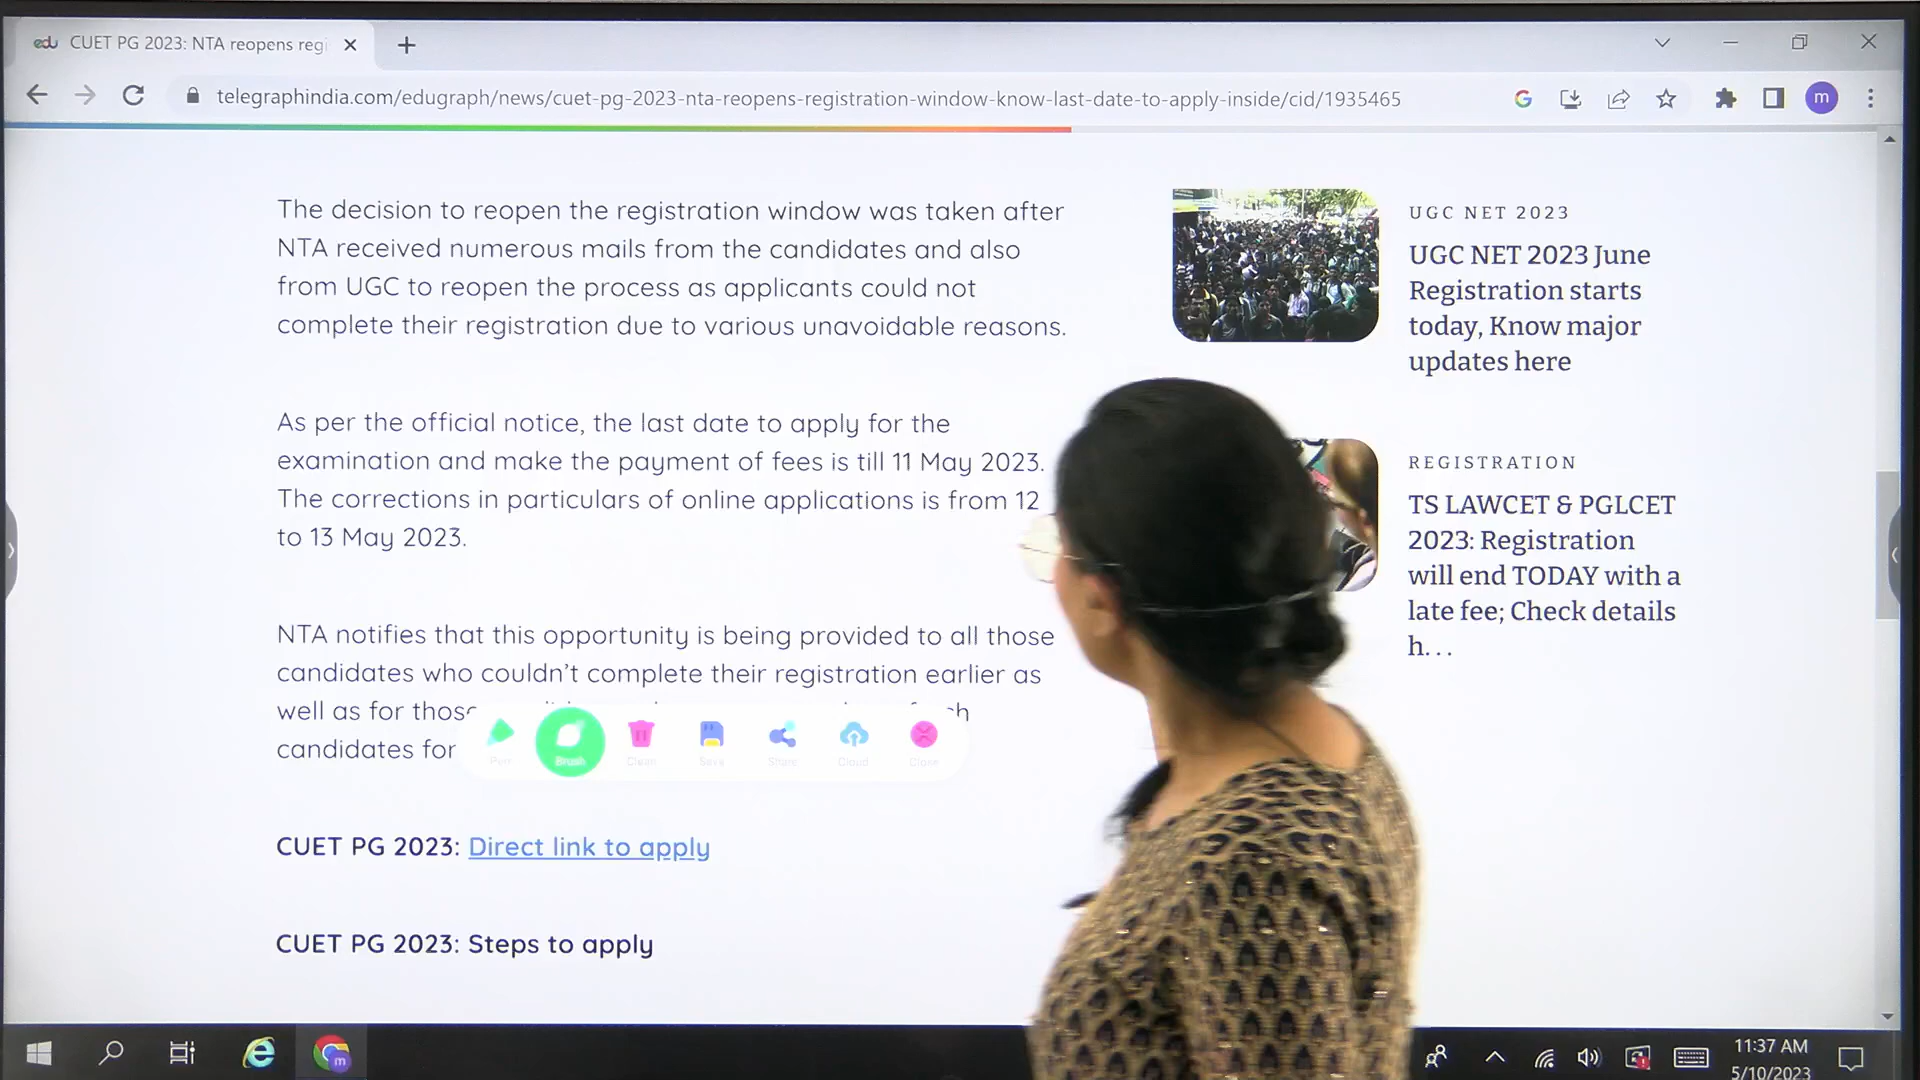 edu CUET PG 2023: NTA reopens regi
telegraphindia.com/edugraph/news/cuet-pg-2023-nta-reopens-registration-window-know-last-date-to-apply-inside/cid/1935465
m
The decision to reopen the registration window was taken after
NTA received numerous mails from the candidates and also
from UGC to reopen the process as applicants could not
complete their registration due to various unavoidable reasons.
As per the official notice, the last date to apply for the
examination and make the payment of fees is till 11 May 2023.
The corrections in particulars of online applications is from 12
to 13 May 2023.
NTA notifies that this opportunity is being provided to all those
candidates who couldn't complete their registration earlier as
well as for those
candidates for
Pen Brush Clean Save Share Cloud Close
CUET PG 2023: Direct link to apply
CUET PG 2023: Steps to apply
UGC NET 2023
UGC NET 2023 June
Registration starts
today, Know major
updates here
REGISTRATION
TS LAWCET & PGLCET
2023: Registration
will end TODAY with a
late fee; Check details
h...
m
11:37 AM
5/10/2023